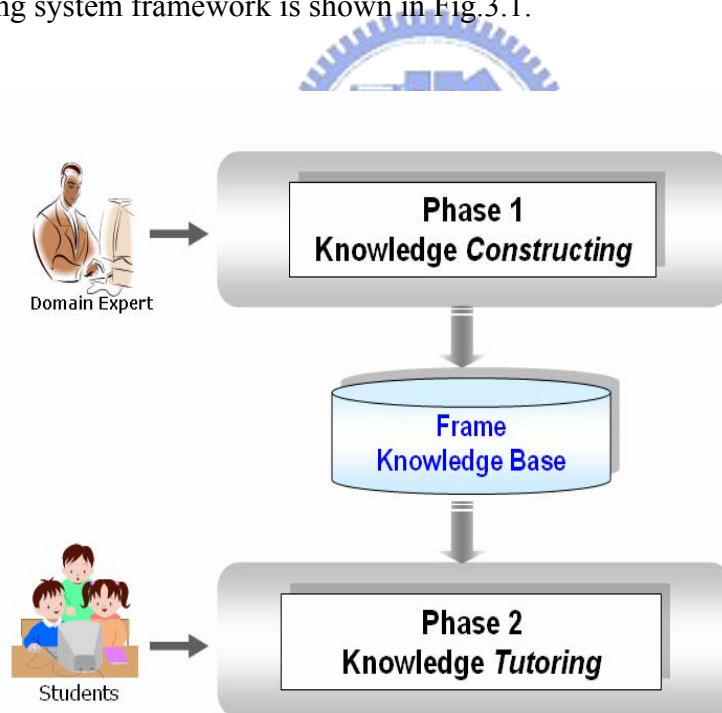 ng system framework is shown in Fig.3.1.
Phase 1
Knowledge Constructing
Domain Expert
Frame
Knowledge Base
Phase 2
Knowledge Tutoring
Students